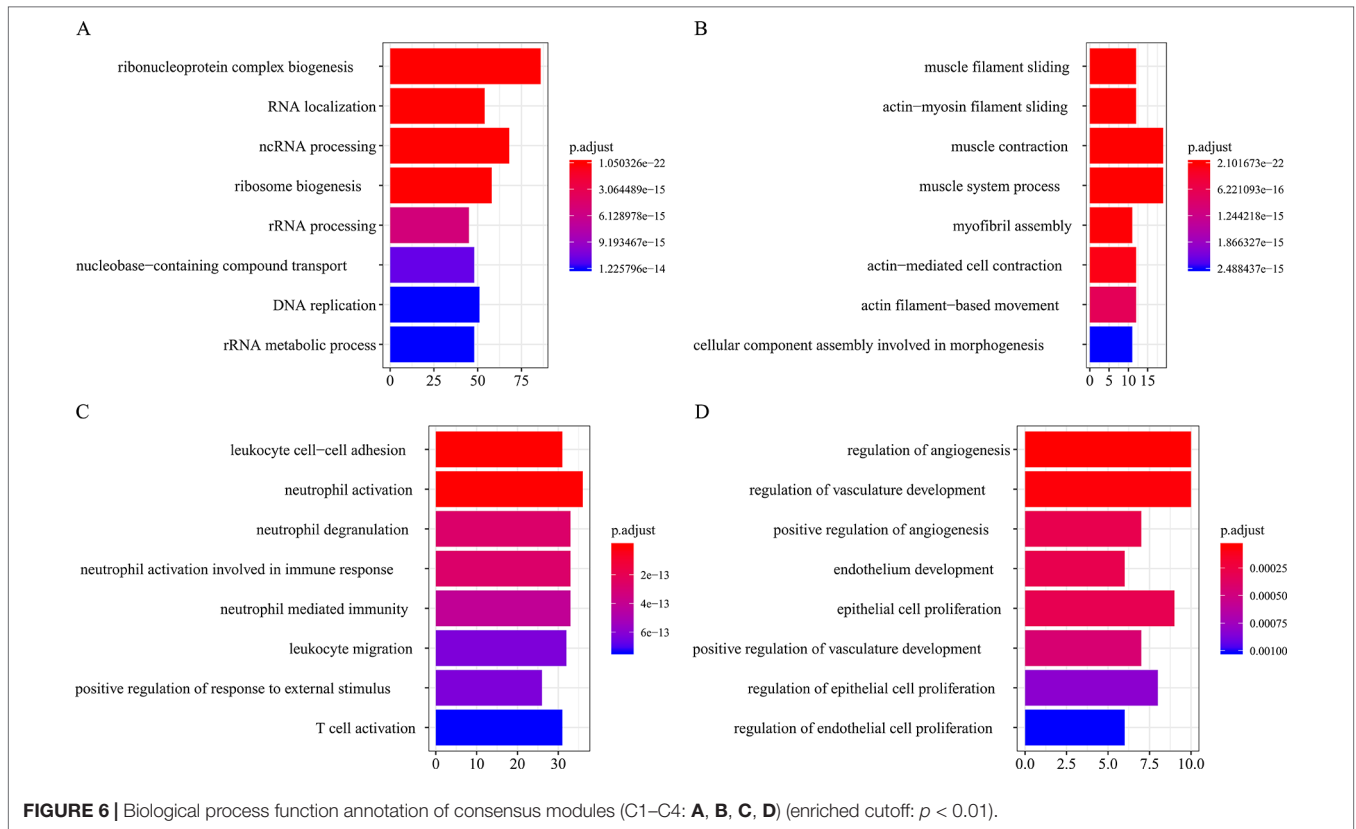 A
ribonucleoprotein complex biogenesis
RNA localization
ncRNA processing
ribosome biogenesis
rRNA processing
nucleobase−containing compound transport
DNA replication
rRNA metabolic process
0 25 50 75
p.adjust
1.050326e−22
3.064489e−15
6.128978e−15
9.193467e−15
1.225796e−14
B
muscle filament sliding
actin−myosin filament sliding
muscle contraction
muscle system process
myofibril assembly
actin−mediated cell contraction
actin filament−based movement
cellular component assembly involved in morphogenesis
0 5 10 15
p.adjust
2.101673e−22
6.221093e−16
1.244218e−15
1.866327e−15
2.488437e−15
C
leukocyte cell−cell adhesion
neutrophil activation
neutrophil degranulation
neutrophil activation involved in immune response
neutrophil mediated immunity
leukocyte migration
positive regulation of response to external stimulus
T cell activation
0 10 20 30
p.adjust
2e−13
4e−13
6e−13
D
regulation of angiogenesis
regulation of vasculature development
positive regulation of angiogenesis
endothelium development
epithelial cell proliferation
positive regulation of vasculature development
regulation of epithelial cell proliferation
regulation of endothelial cell proliferation
0.0 2.5 5.0 7.5 10.0
p.adjust
0.00025
0.00050
0.00075
0.00100
FIGURE 6 | Biological process function annotation of consensus modules (C1–C4: A, B, C, D) (enriched cutoff: p < 0.01).